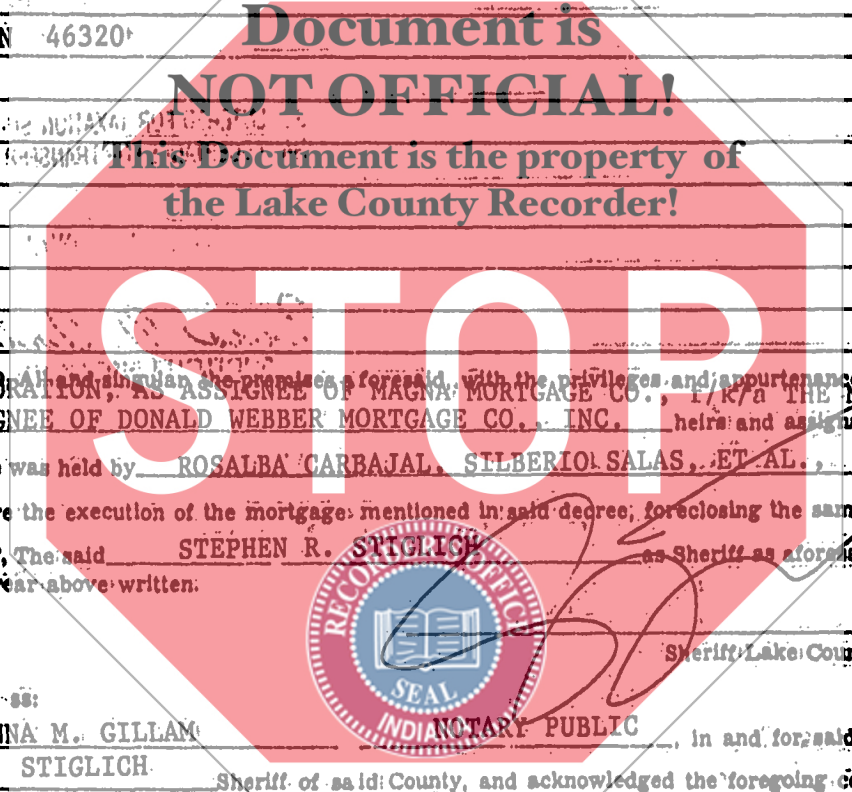 N 46320
Document is
NOT OFFICIAL!
This Document is the property of
the Lake County Recorder!
STOP
All and singular the premises aforesaid, with the privileges and appurtenanc
ORATION, AS ASSIGNEE OF MAGNA MORTGAGE CO., f/k/a THE
GNEE OF DONALD WEBBER MORTGAGE CO., INC. heirs and assign
was held by ROSALBA CARBAJAL, SILBERIO SALAS, ET AL.,
e the execution of the mortgage mentioned in said decree, foreclosing the sam
The said STEPHEN R. STIGLICH as Sheriff as afores
ear above written.
RECORDER'S OFFICE
Sheriff Lake Coun
SEAL
INDIANA
ss:
NA M. GILLAM NOTARY PUBLIC, in and for said
STIGLICH Sheriff of said County, and acknowledged the foregoing c